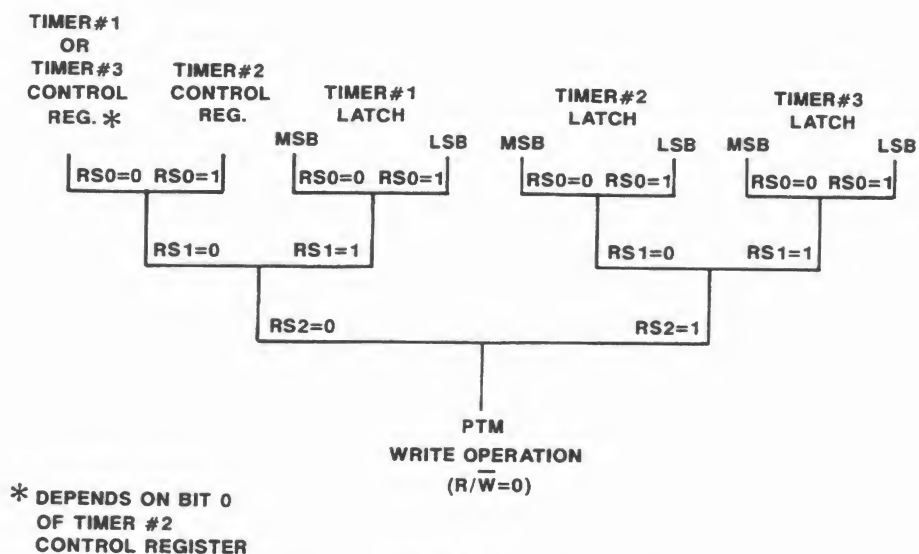 TIMER#1
OR
TIMER#3
CONTROL
REG. *
TIMER#2
CONTROL
REG.
TIMER#1
LATCH
MSB LSB
TIMER#2
LATCH
MSB LSB
TIMER#3
LATCH
MSB LSB
RS0=0 RS0=1
RS0=0 RS0=1
RS0=0 RS0=1
RS0=0 RS0=1
RS1=0 RS1=1
RS1=0 RS1=1
RS2=0 RS2=1
PTM
WRITE OPERATION
(R/W̅=0)
* DEPENDS ON BIT 0
OF TIMER #2
CONTROL REGISTER